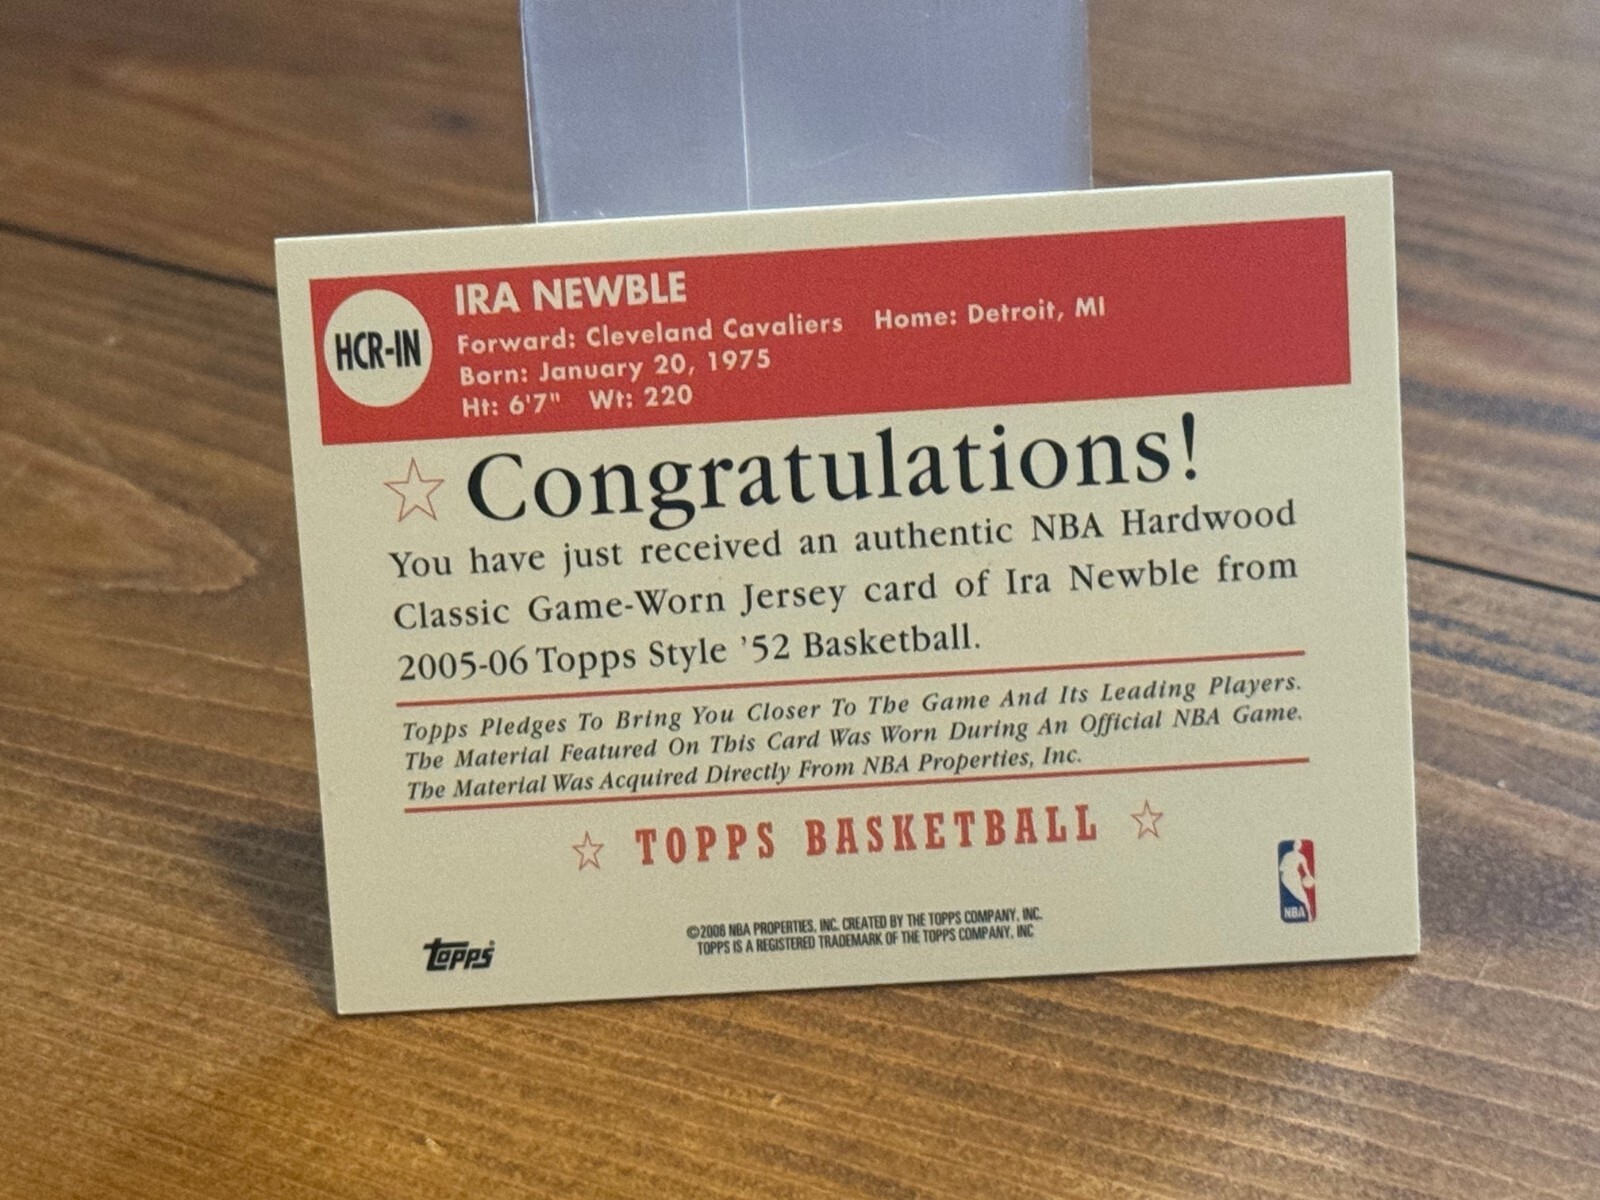 HCR-IN
IRA NEWBLE
Forward: Cleveland Cavaliers Home: Detroit, MI
Born: January 20, 1975
Ht: 6'7" Wt: 220
Congratulations!
You have just received an authentic NBA Hardwood
Classic Game-Worn Jersey card of Ira Newble from
2005-06 Topps Style '52 Basketball.
Topps Pledges To Bring You Closer To The Game And Its Leading Players.
The Material Featured On This Card Was Worn During An Official NBA Game.
The Material Was Acquired Directly From NBA Properties, Inc.
TOPPS BASKETBALL
©2006 NBA PROPERTIES, INC. CREATED BY THE TOPPS COMPANY, INC.
TOPPS IS A REGISTERED TRADEMARK OF THE TOPPS COMPANY, INC
topps
NBA